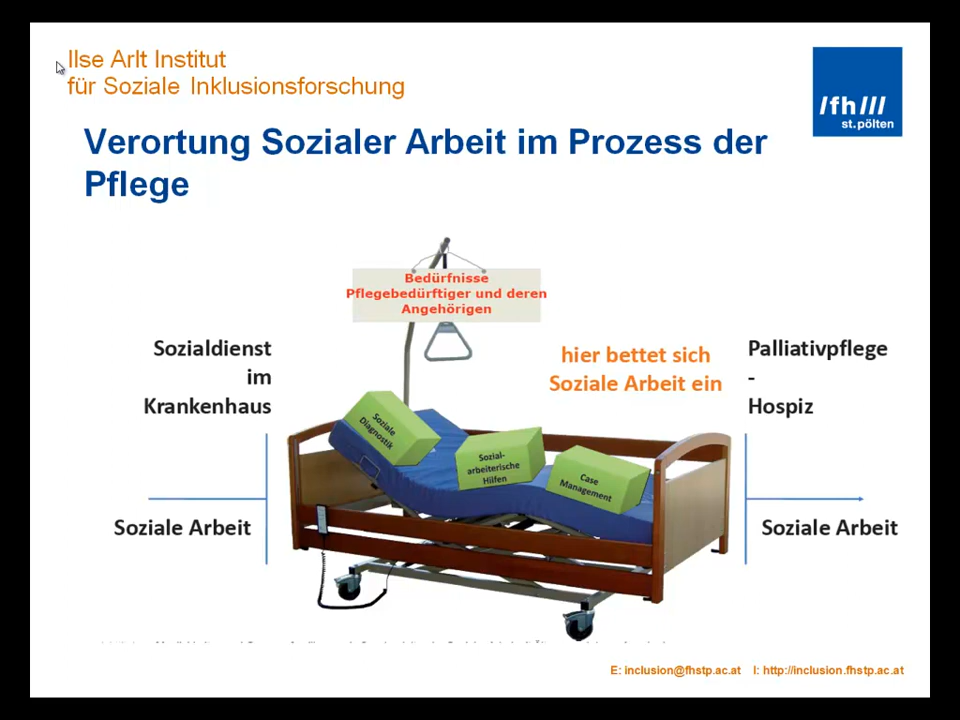 Ilse Arlt Institut
für Soziale Inklusionsforschung
/fh///
st.pölten
Verortung Sozialer Arbeit im Prozess der
Pflege
Bedürfnisse
Pflegebedürftiger und deren
Angehörigen
Sozialdienst
im
Krankenhaus
hier bettet sich
Soziale Arbeit ein
Palliativpflege
-
Hospiz
Soziale
Diagnostik
Sozial-
arbeiterische
Hilfen
Case
Management
Soziale Arbeit
Soziale Arbeit
E: inclusion@fhstp.ac.at I: http://inclusion.fhstp.ac.at